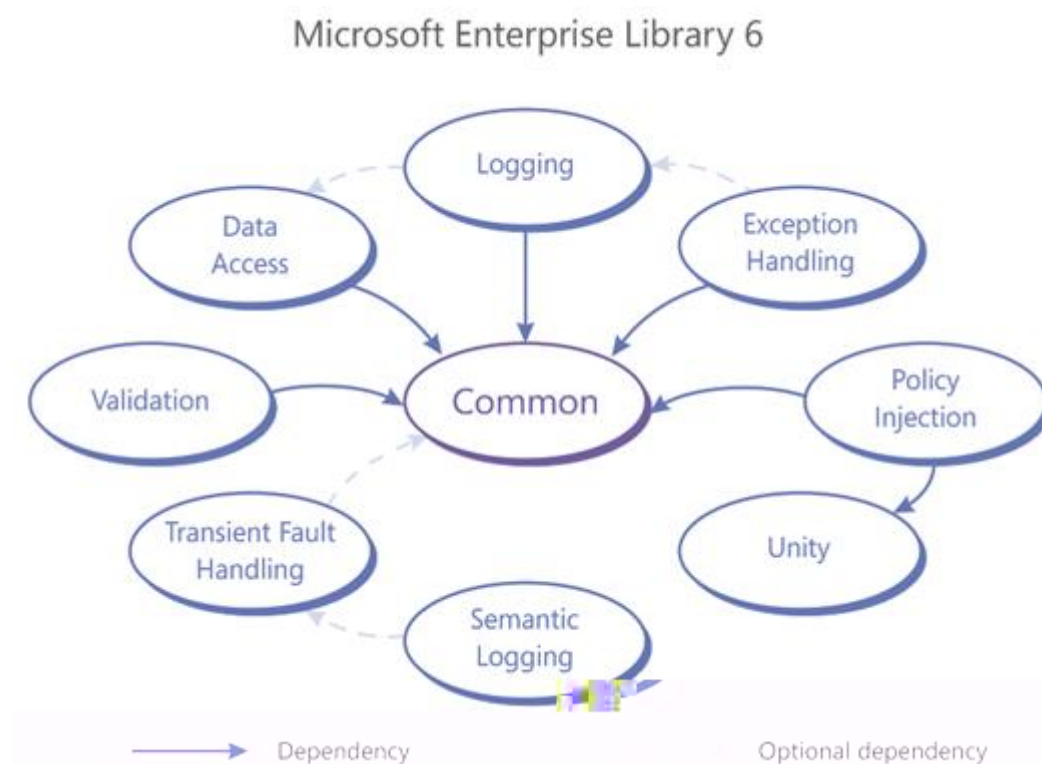 Microsoft Enterprise Library 6
Logging
Data
Access
Exception
Handling
Validation
Common
Policy
Injection
Transient Fault
Handling
Unity
Semantic
Logging
Dependency
Optional dependency